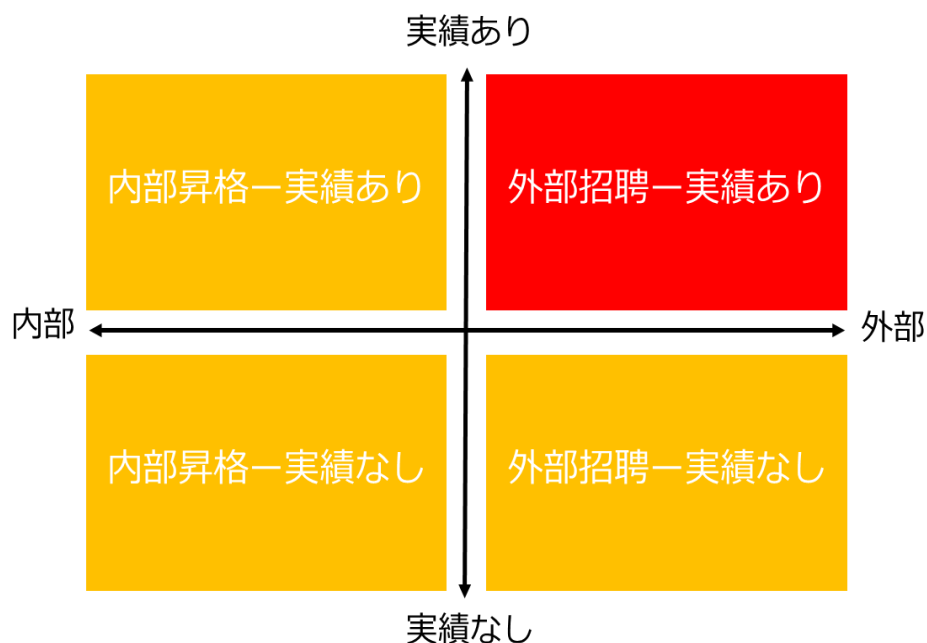 実績あり
内部昇格ー実績あり
外部招聘ー実績あり
内部
外部
内部昇格ー実績なし
外部招聘ー実績なし
実績なし